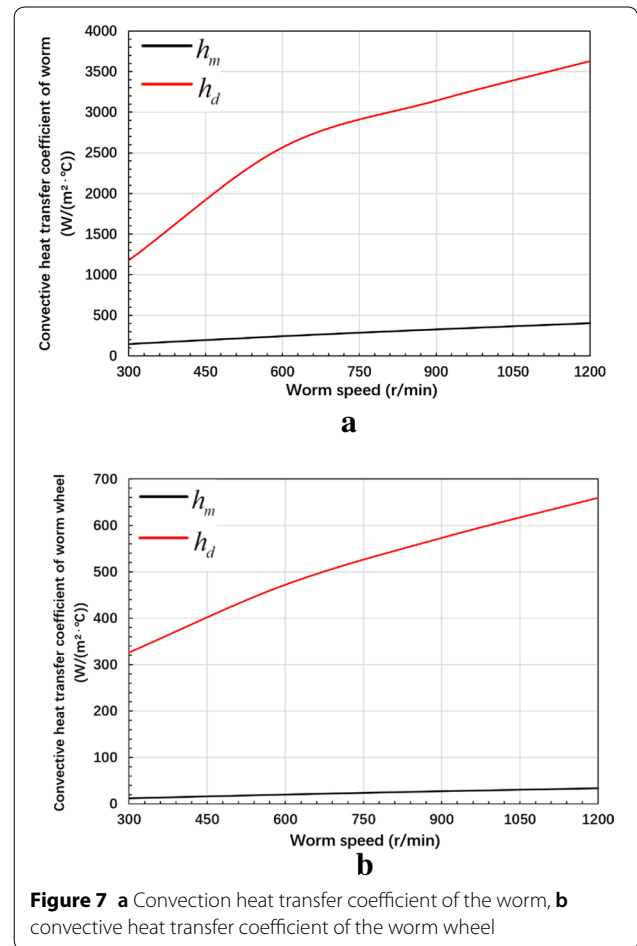 4000
3500
3000
2500
2000
1500
1000
500
0
Convective heat transfer coefficient of worm
(W/(m²·°C))
h_m
h_d
300 450 600 750 900 1050 1200
Worm speed (r/min)
a
700
600
500
400
300
200
100
0
Convective heat transfer coefficient of worm wheel
(W/(m²·°C))
h_m
h_d
300 450 600 750 900 1050 1200
Worm speed (r/min)
b
Figure 7 a Convection heat transfer coefficient of the worm, b
convective heat transfer coefficient of the worm wheel